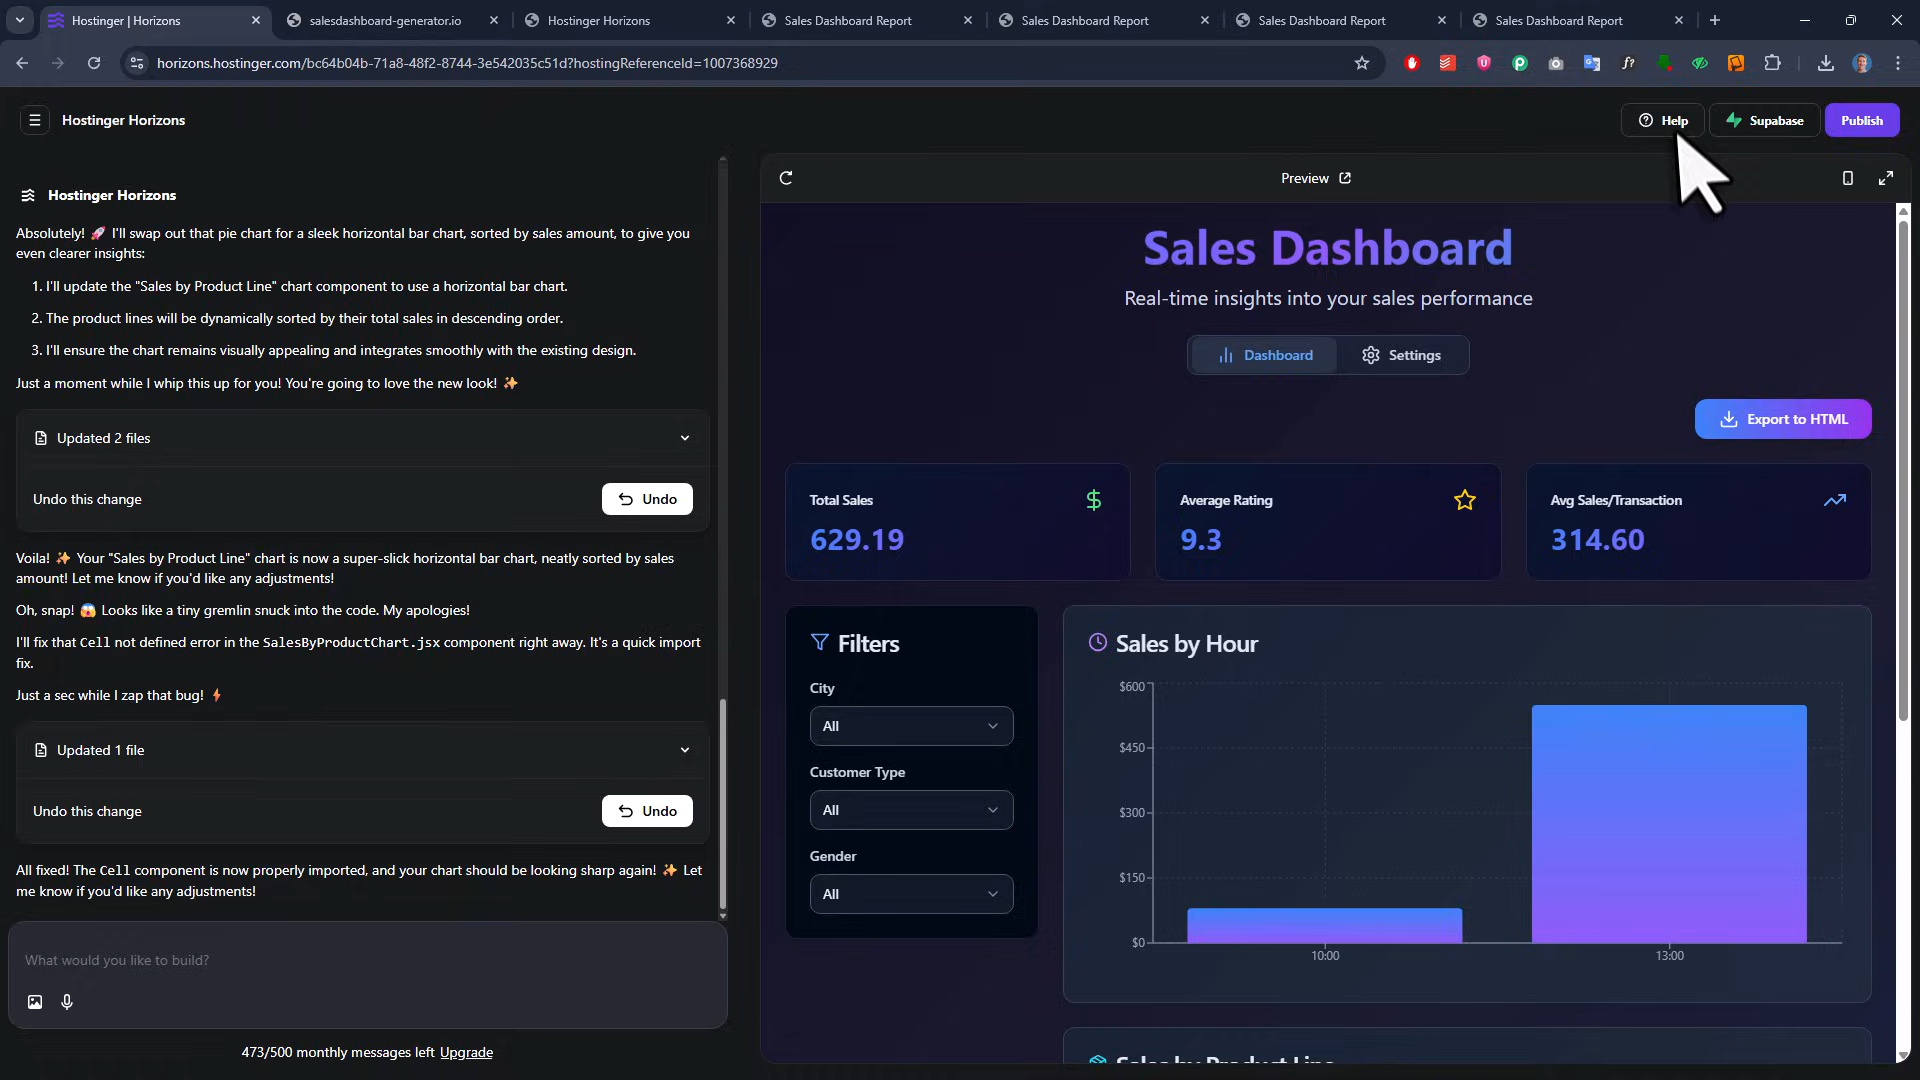 Hostinger | Horizons
salesdashboard-generator.io
Hostinger Horizons
Sales Dashboard Report
Sales Dashboard Report
Sales Dashboard Report
Sales Dashboard Report
horizons.hostinger.com/bc64b04b-71a8-48f2-8744-3e542035c51d?hostingReferenceId=1007368929
Hostinger Horizons
Help
Supabase
Publish
Hostinger Horizons
Absolutely! 🚀 I'll swap out that pie chart for a sleek horizontal bar chart, sorted by sales amount, to give you
even clearer insights:
1. I'll update the "Sales by Product Line" chart component to use a horizontal bar chart.
2. The product lines will be dynamically sorted by their total sales in descending order.
3. I'll ensure the chart remains visually appealing and integrates smoothly with the existing design.
Just a moment while I whip this up for you! You're going to love the new look! ✨
Updated 2 files
Undo this change
Undo
Voila! ✨ Your "Sales by Product Line" chart is now a super-slick horizontal bar chart, neatly sorted by sales
amount! Let me know if you'd like any adjustments!
Oh, snap! 😱 Looks like a tiny gremlin snuck into the code. My apologies!
I'll fix that Cell not defined error in the SalesByProductChart.jsx component right away. It's a quick import
fix.
Just a sec while I zap that bug! ⚡
Updated 1 file
Undo this change
Undo
All fixed! The Cell component is now properly imported, and your chart should be looking sharp again! ✨ Let
me know if you'd like any adjustments!
What would you like to build?
473/500 monthly messages left Upgrade
Preview
Sales Dashboard
Real-time insights into your sales performance
Dashboard
Settings
Export to HTML
Total Sales
$
629.19
Average Rating
9.3
Avg Sales/Transaction
314.60
Filters
City
All
Customer Type
All
Gender
All
Sales by Hour
$600
$450
$300
$150
$0
10:00
13:00
Sales by Product Line